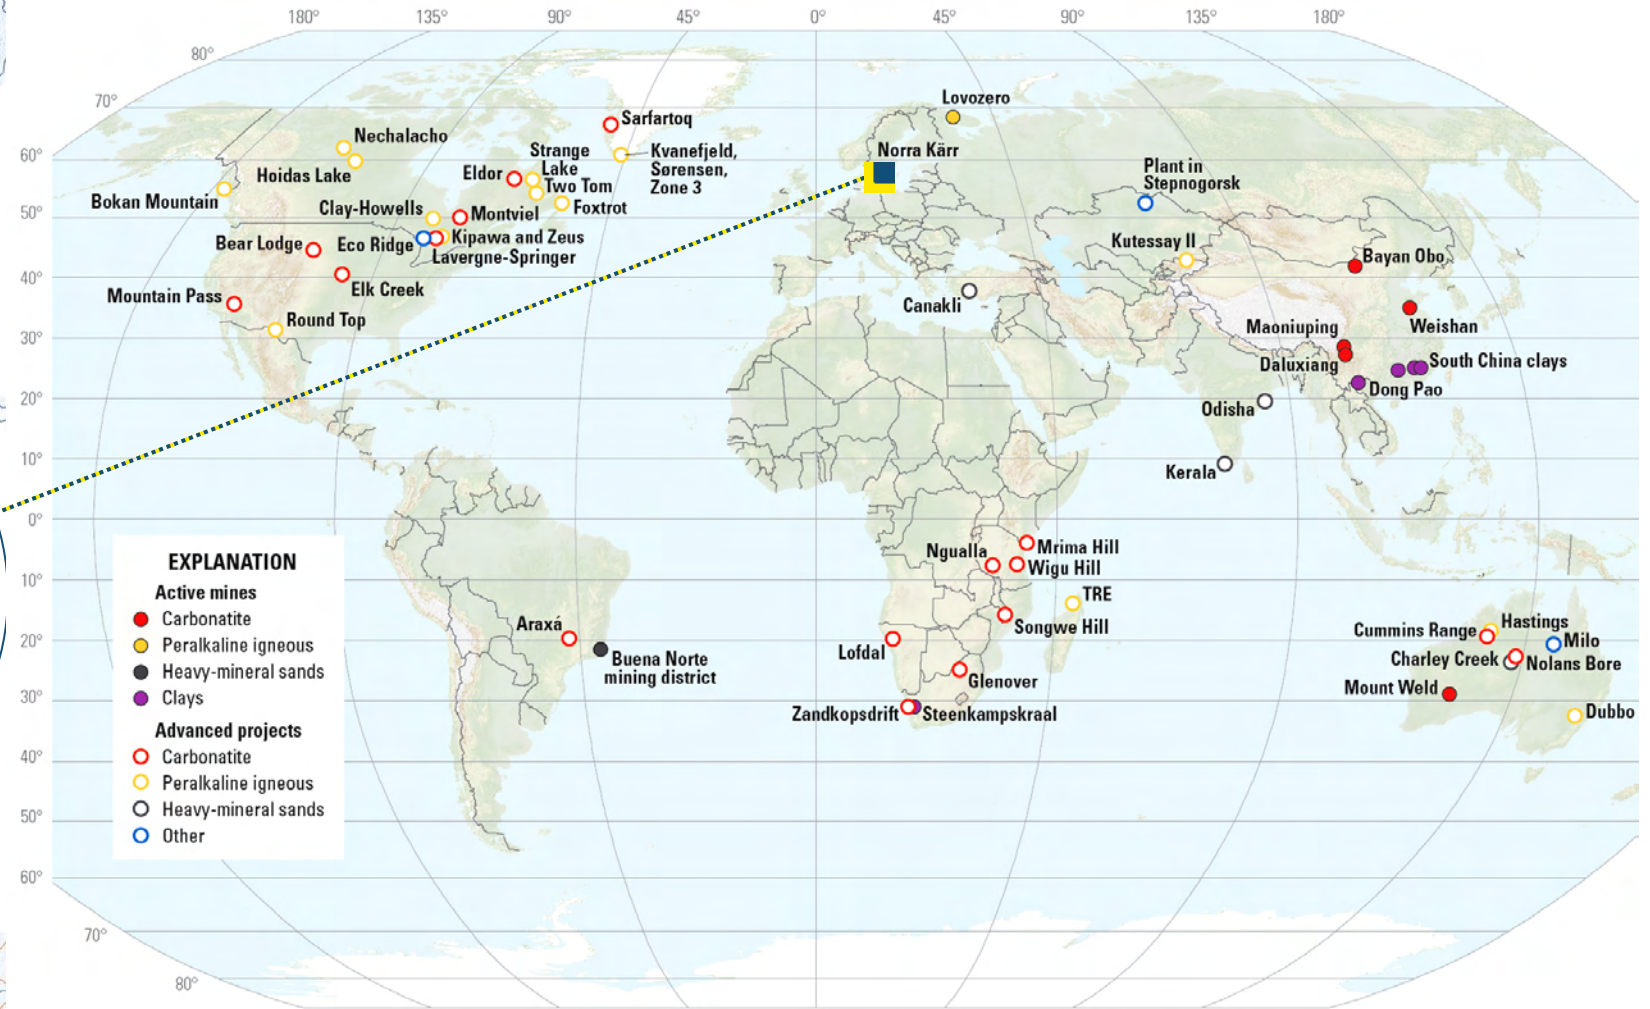 180° 135° 90° 45° 0° 45° 90° 135° 180°
80°
70°
60°
50°
40°
30°
20°
10°
0°
10°
20°
30°
40°
50°
60°
70°
80°
Lovozero
Sarfartoq
Nechalacho
Norra Kärr
Strange
Lake
Kvanefjeld,
Sørensen,
Zone 3
Plant in
Stepnogorsk
Hoidas Lake
Eldor
Two Tom
Bokan Mountain
Clay-Howells
Montviel
Foxtrot
Bear Lodge
Eco Ridge
Kipawa and Zeus
Lavergne-Springer
Kutessay II
Bayan Obo
Elk Creek
Mountain Pass
Canakli
Round Top
Maoniuping
Weishan
Daluxiang
South China clays
Dong Pao
Odisha
Kerala
Ngualla
Mrima Hill
Wigu Hill
TRE
Araxá
Songwe Hill
Hastings
Cummins Range
Milo
Lofdal
Buena Norte
mining district
Charley Creek
Nolans Bore
Glenover
Mount Weld
Zandkopsdrift
Steenkampskraal
Dubbo
EXPLANATION
Active mines
Carbonatite
Peralkaline igneous
Heavy-mineral sands
Clays
Advanced projects
Carbonatite
Peralkaline igneous
Heavy-mineral sands
Other